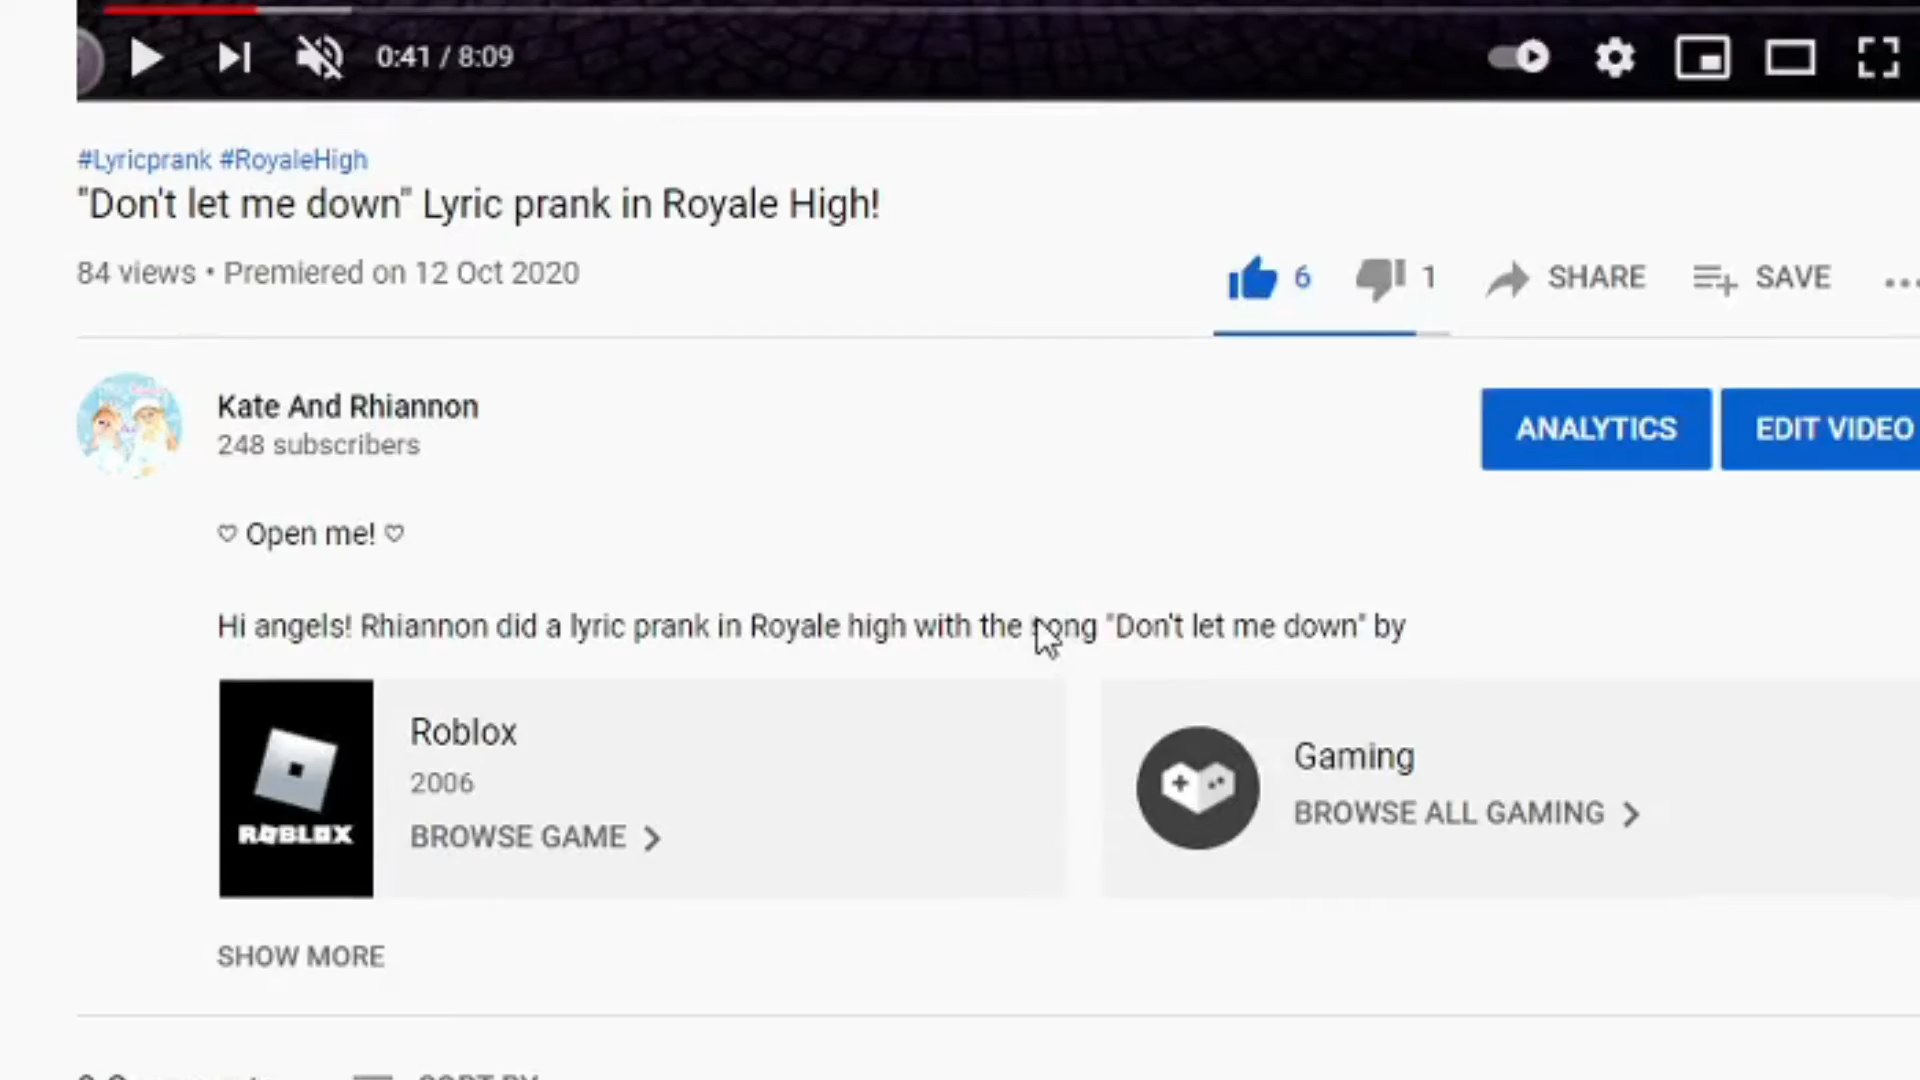 0:41 / 8:09
#Lyricprank #RoyaleHigh
"Don't let me down" Lyric prank in Royale High!
84 views • Premiered on 12 Oct 2020
6 1 SHARE SAVE ...
Kate And Rhiannon
248 subscribers
ANALYTICS EDIT VIDEO
♡ Open me! ♡
Hi angels! Rhiannon did a lyric prank in Royale high with the song "Don't let me down" by
Roblox
2006
BROWSE GAME
ROBLOX
Gaming
BROWSE ALL GAMING
SHOW MORE
SORT BY